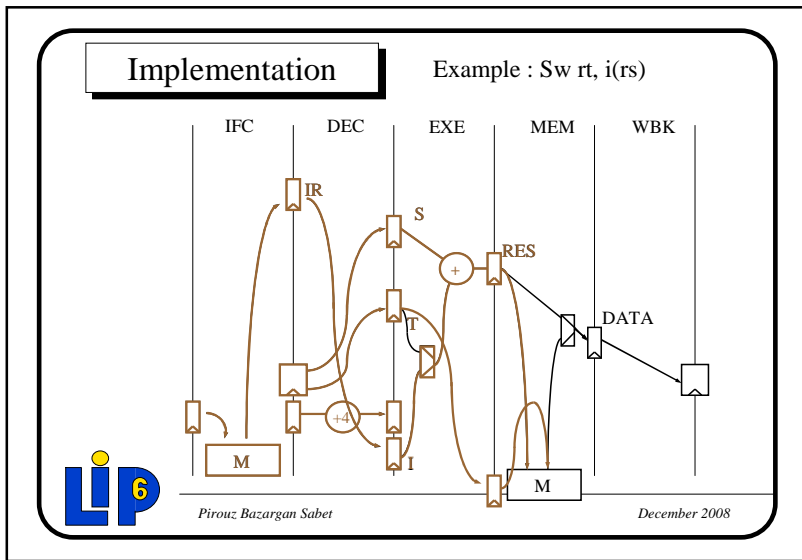 Implementation
Example : Sw rt, i(rs)
IFC DEC EXE MEM WBK
IR
S
RES
+
T
DATA
+4
M
I
M
LIP6
Pirouz Bazargan Sabet
December 2008